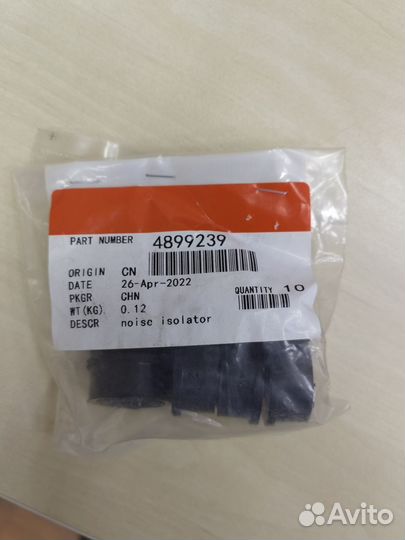 PART NUMBER 4899239
ORIGIN CN
DATE 26-Apr-2022
PKGR CHN
QUANTITY 10
WT(KG) 0.12
DESCR noise isolator
Avito